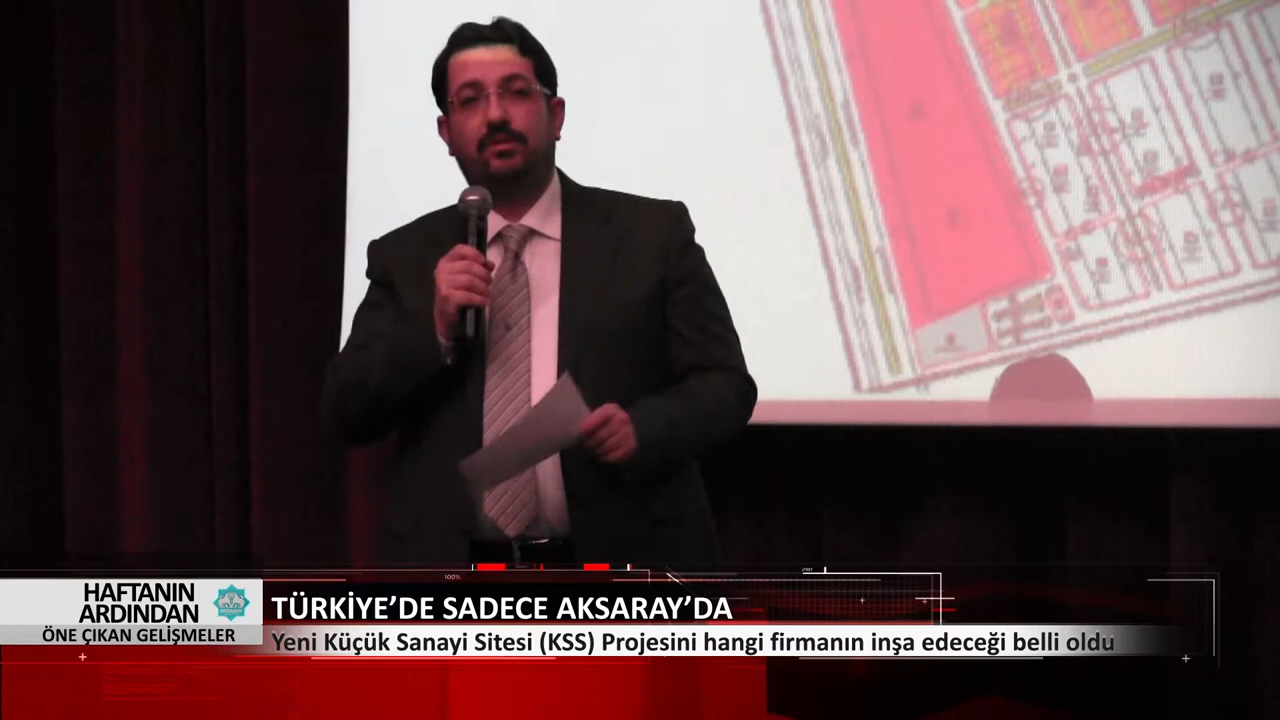 100%
HAFTANIN
ARDINDAN
ÖNE ÇIKAN GELİŞMELER
TÜRKİYE'DE SADECE AKSARAY'DA
Yeni Küçük Sanayi Sitesi (KSS) Projesini hangi firmanın inşa edeceği belli oldu